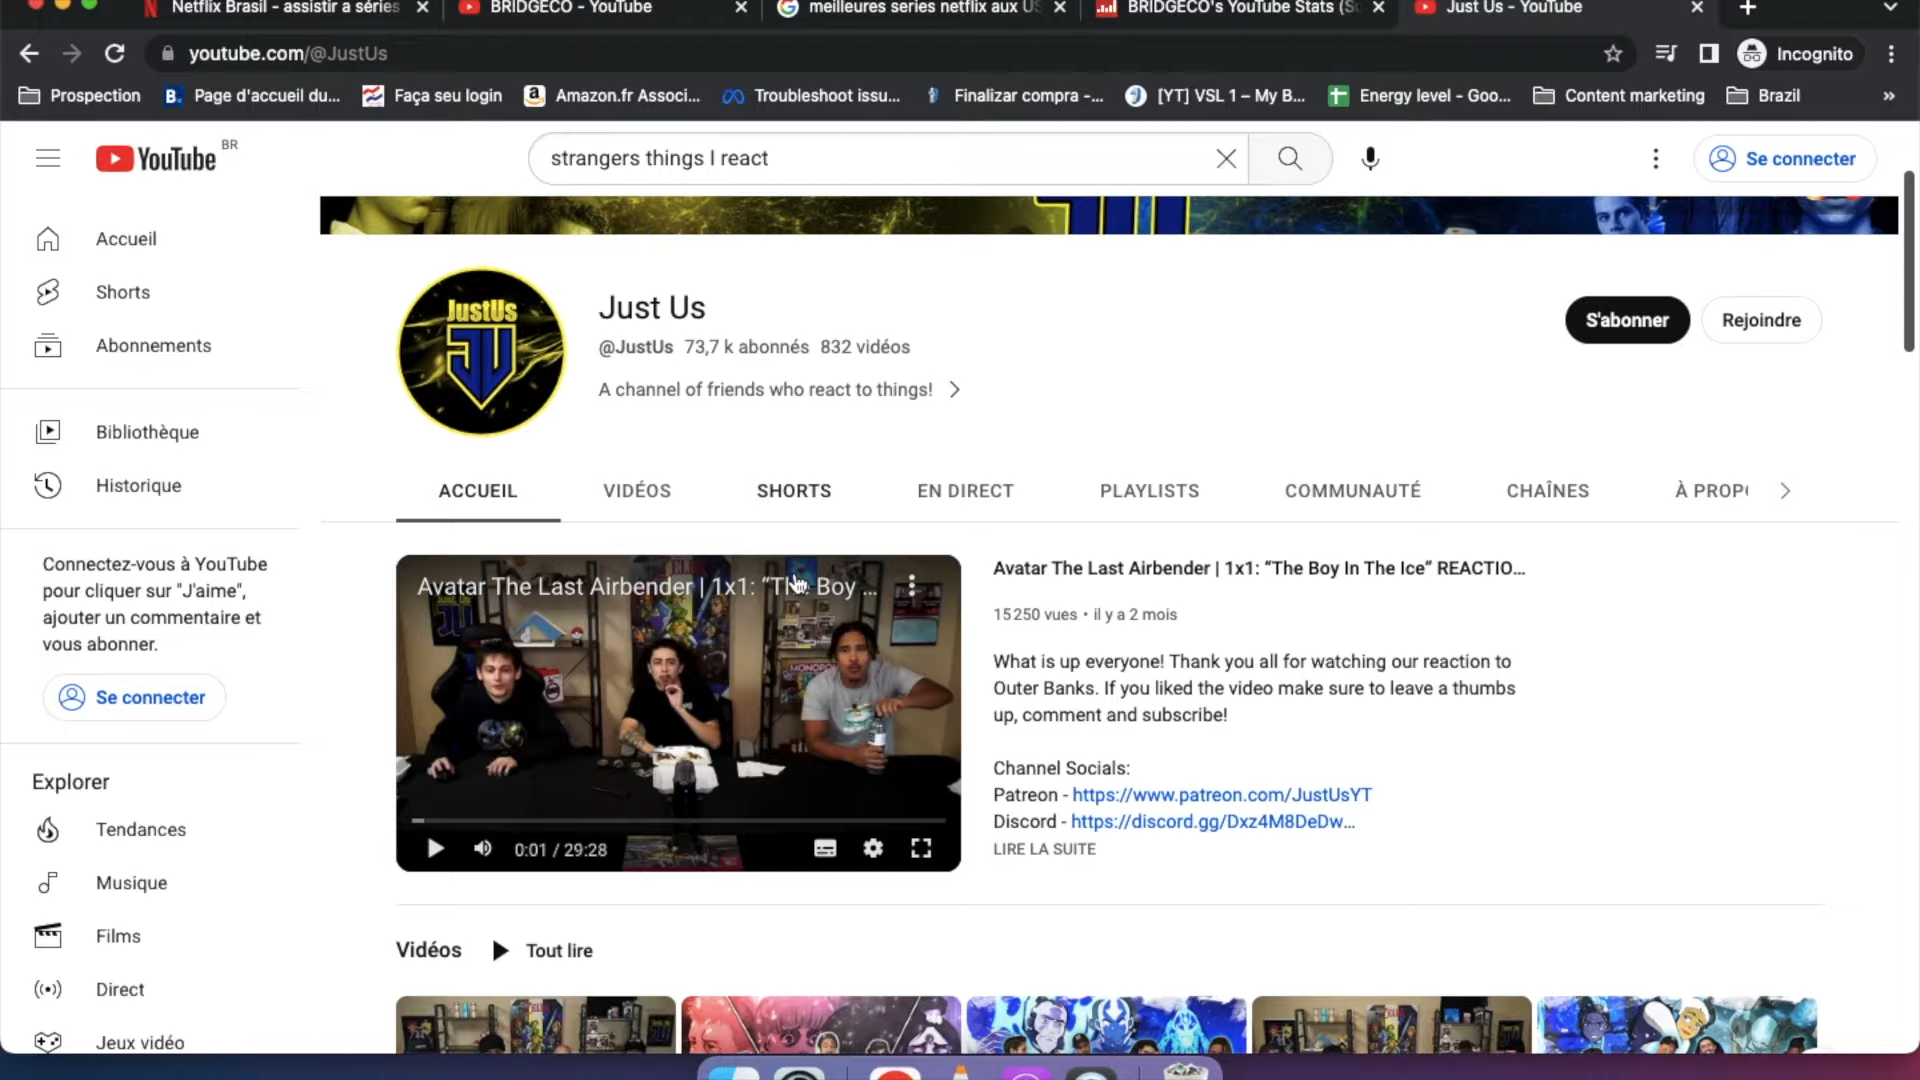 Netflix Brasil - assistir a séries
BRIDGECO - YouTube
meilleures series netflix aux US
BRIDGECO's YouTube Stats (S
Just Us - YouTube
youtube.com/@JustUs
Incognito
Prospection
Page d'accueil du...
Faça seu login
Amazon.fr Associ...
Troubleshoot issu...
Finalizar compra -...
[YT] VSL 1 – My B...
Energy level - Goo...
Content marketing
Brazil
»
YouTube BR
strangers things I react
Se connecter
Accueil
Shorts
Abonnements
Bibliothèque
Historique
Connectez-vous à YouTube
pour cliquer sur "J'aime",
ajouter un commentaire et
vous abonner.
Se connecter
Explorer
Tendances
Musique
Films
Direct
Jeux vidéo
JustUs
JU
Just Us
@JustUs 73,7 k abonnés 832 vidéos
A channel of friends who react to things!
S'abonner
Rejoindre
ACCUEIL
VIDÉOS
SHORTS
EN DIRECT
PLAYLISTS
COMMUNAUTÉ
CHAÎNES
À PROP
Avatar The Last Airbender | 1x1: “The Boy ...
MONOPOLY
0:01 / 29:28
Avatar The Last Airbender | 1x1: “The Boy In The Ice” REACTIO...
15 250 vues • il y a 2 mois
What is up everyone! Thank you all for watching our reaction to
Outer Banks. If you liked the video make sure to leave a thumbs
up, comment and subscribe!
Channel Socials:
Patreon - https://www.patreon.com/JustUsYT
Discord - https://discord.gg/Dxz4M8DeDw...
LIRE LA SUITE
Vidéos
Tout lire